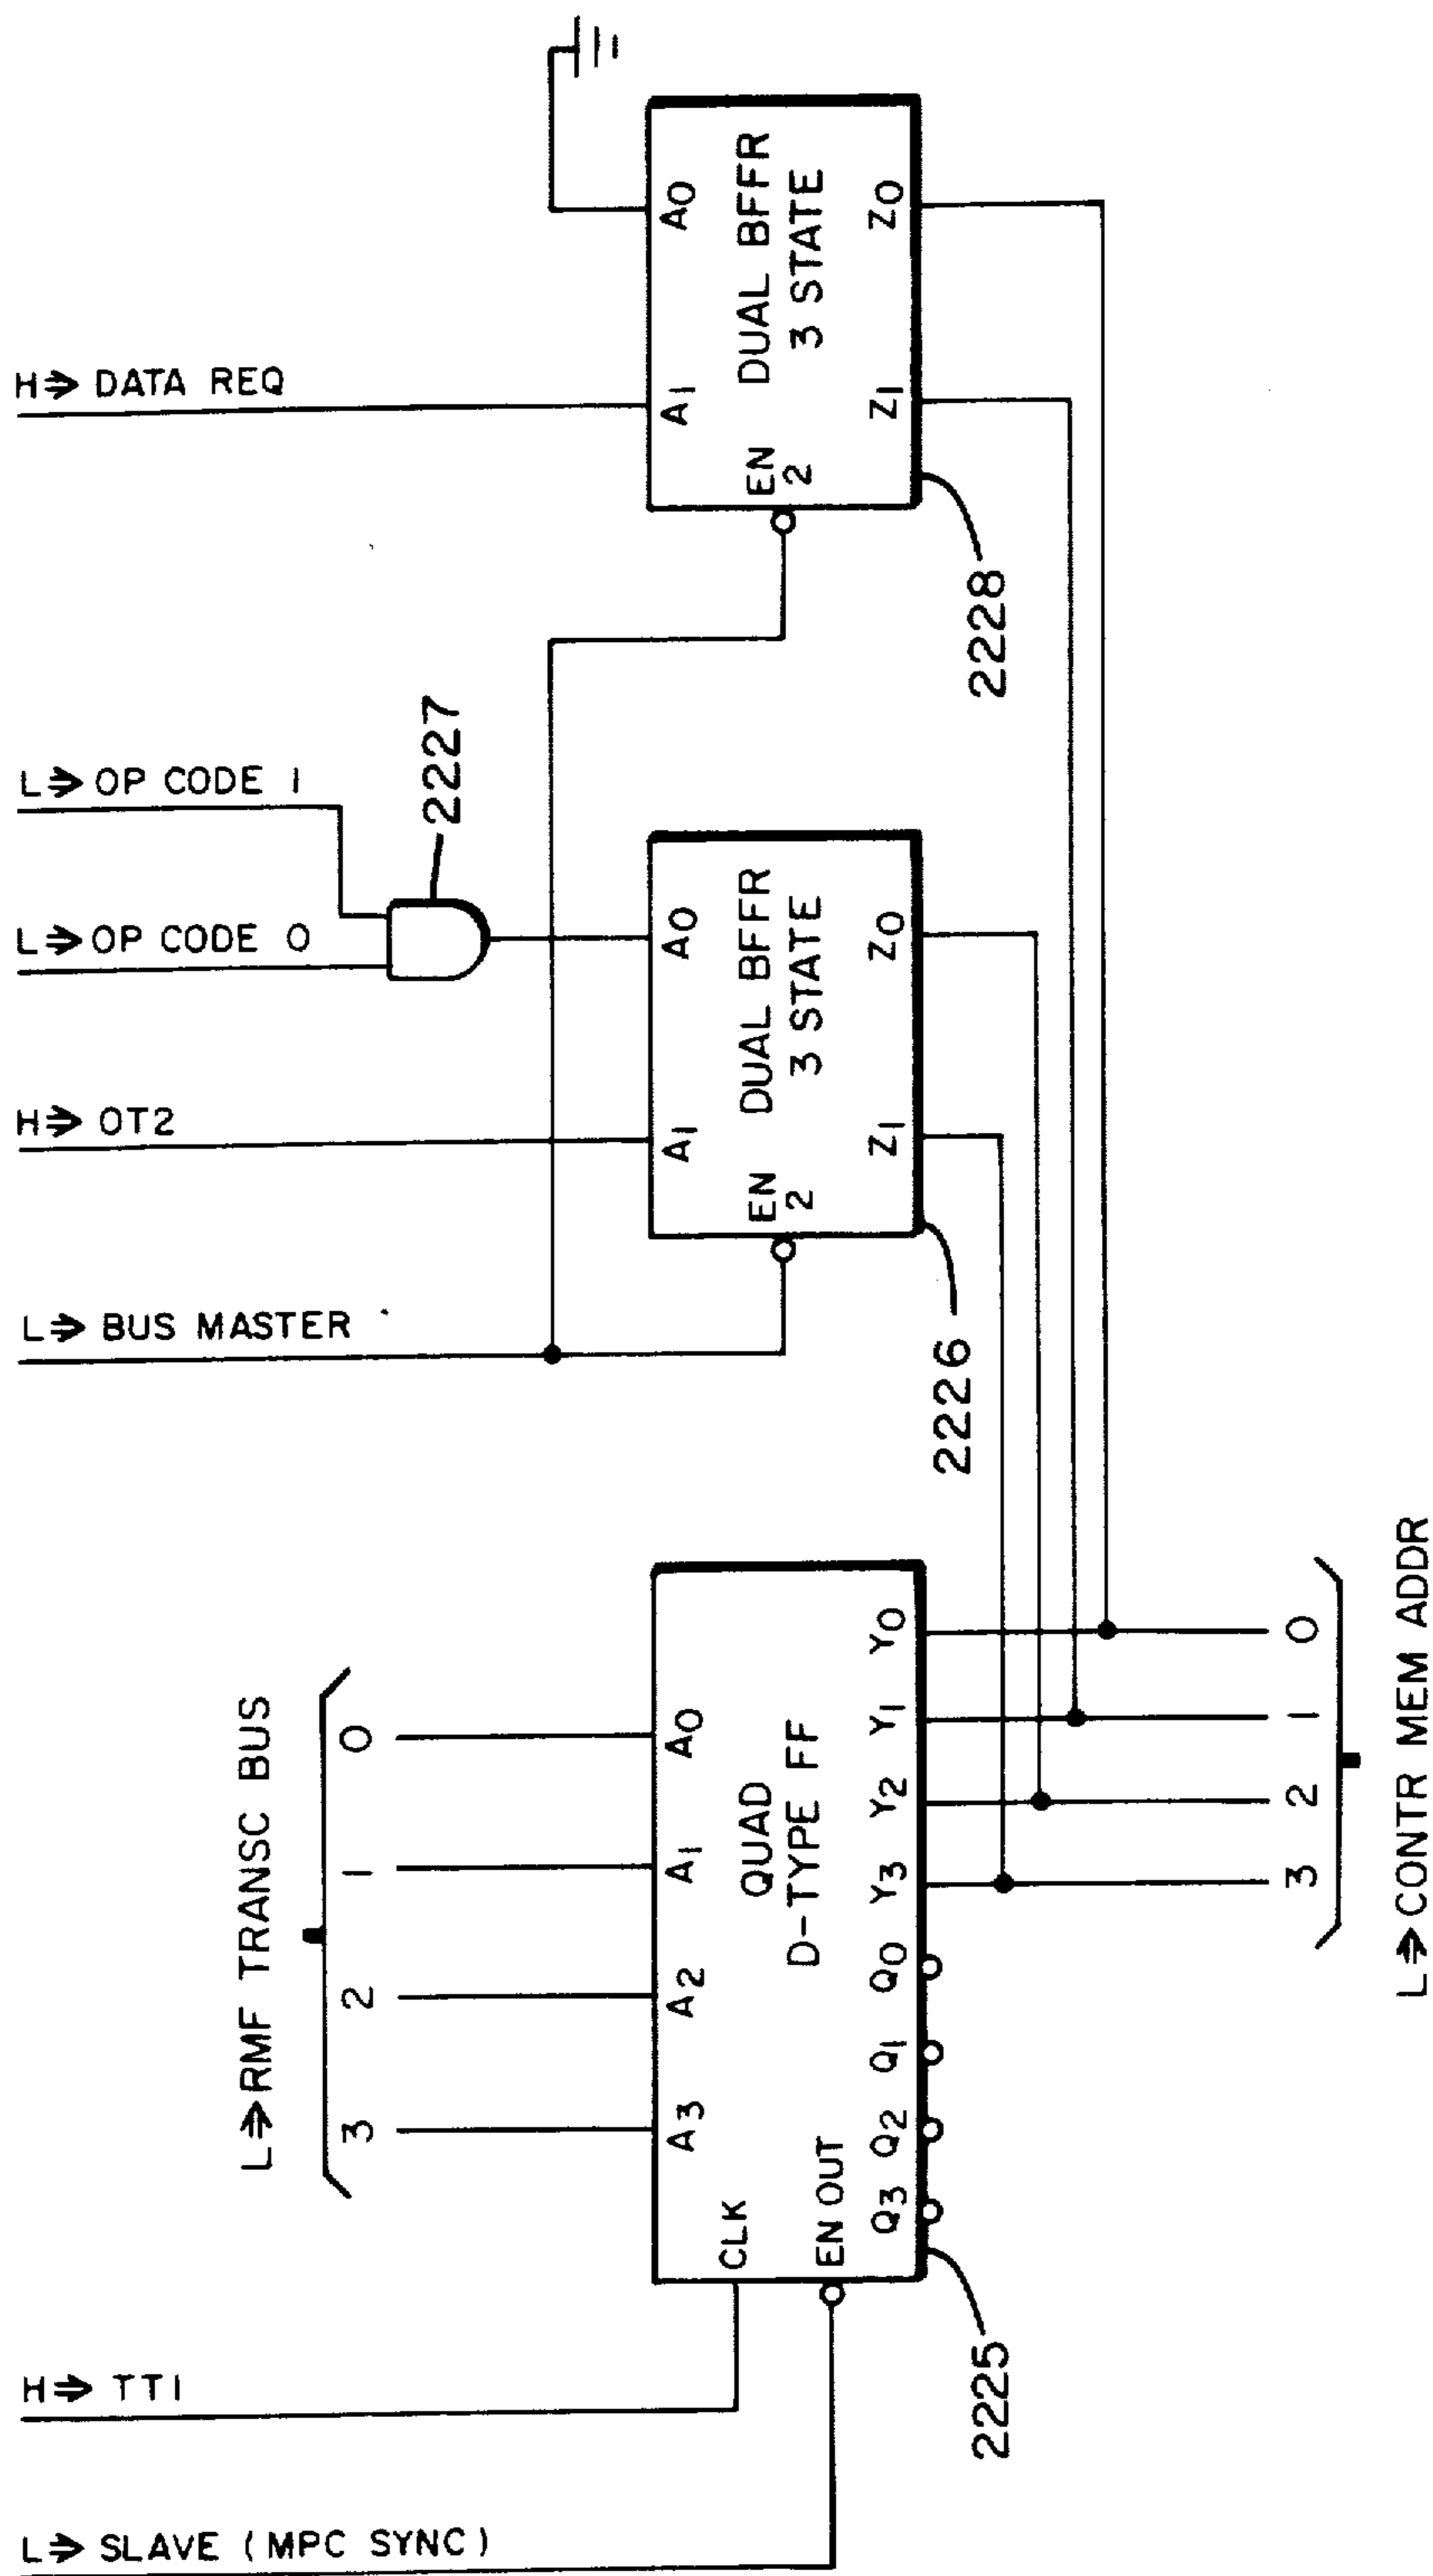 L⇒ SLAVE (MPC SYNC)
H⇒ TT1
L⇒ BUS MASTER
H⇒ OT2
L⇒ OP CODE 0
L⇒ OP CODE 1
H⇒ DATA REQ
2227
L⇒ RMF TRANSC BUS
3 2 1 0
CLK A3 A2 A1 A0
QUAD
D-TYPE FF
EN OUT
Q3 Q2 Q1 Q0 Y3 Y2 Y1 Y0
2225
A1 A0
EN
2
DUAL BFFR
3 STATE
Z1 Z0
2226
A1 A0
EN
2
DUAL BFFR
3 STATE
Z1 Z0
2228
3 2 1 0
L⇒ CONTR MEM ADDR